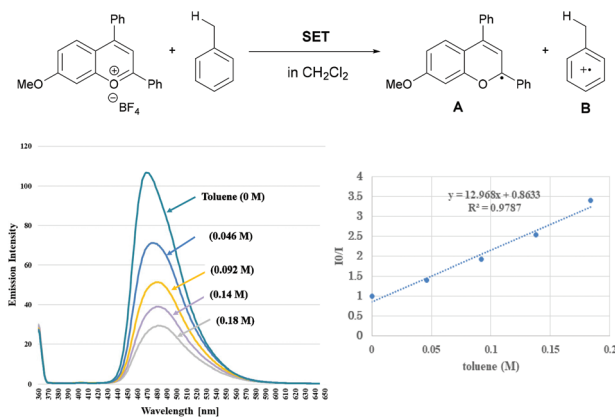 Ph
MeO
O
⊕
Ph
⊖
BF4
+
H
SET
in CH2Cl2
Ph
MeO
O
•
Ph
A
+
H
+•
B
120
100
80
60
40
20
0
Emission Intensity
Toluene (0 M)
(0.046 M)
(0.092 M)
(0.14 M)
(0.18 M)
360 370 380 390 400 410 420 430 440 450 460 470 480 490 500 510 520 530 540 550 560 570 580 590 600 610 620 630 640 650
Wavelength [nm]
4
3.5
3
2.5
2
1.5
1
0.5
0
I0/I
y = 12.968x + 0.8633
R² = 0.9787
0 0.05 0.1 0.15 0.2
toluene (M)